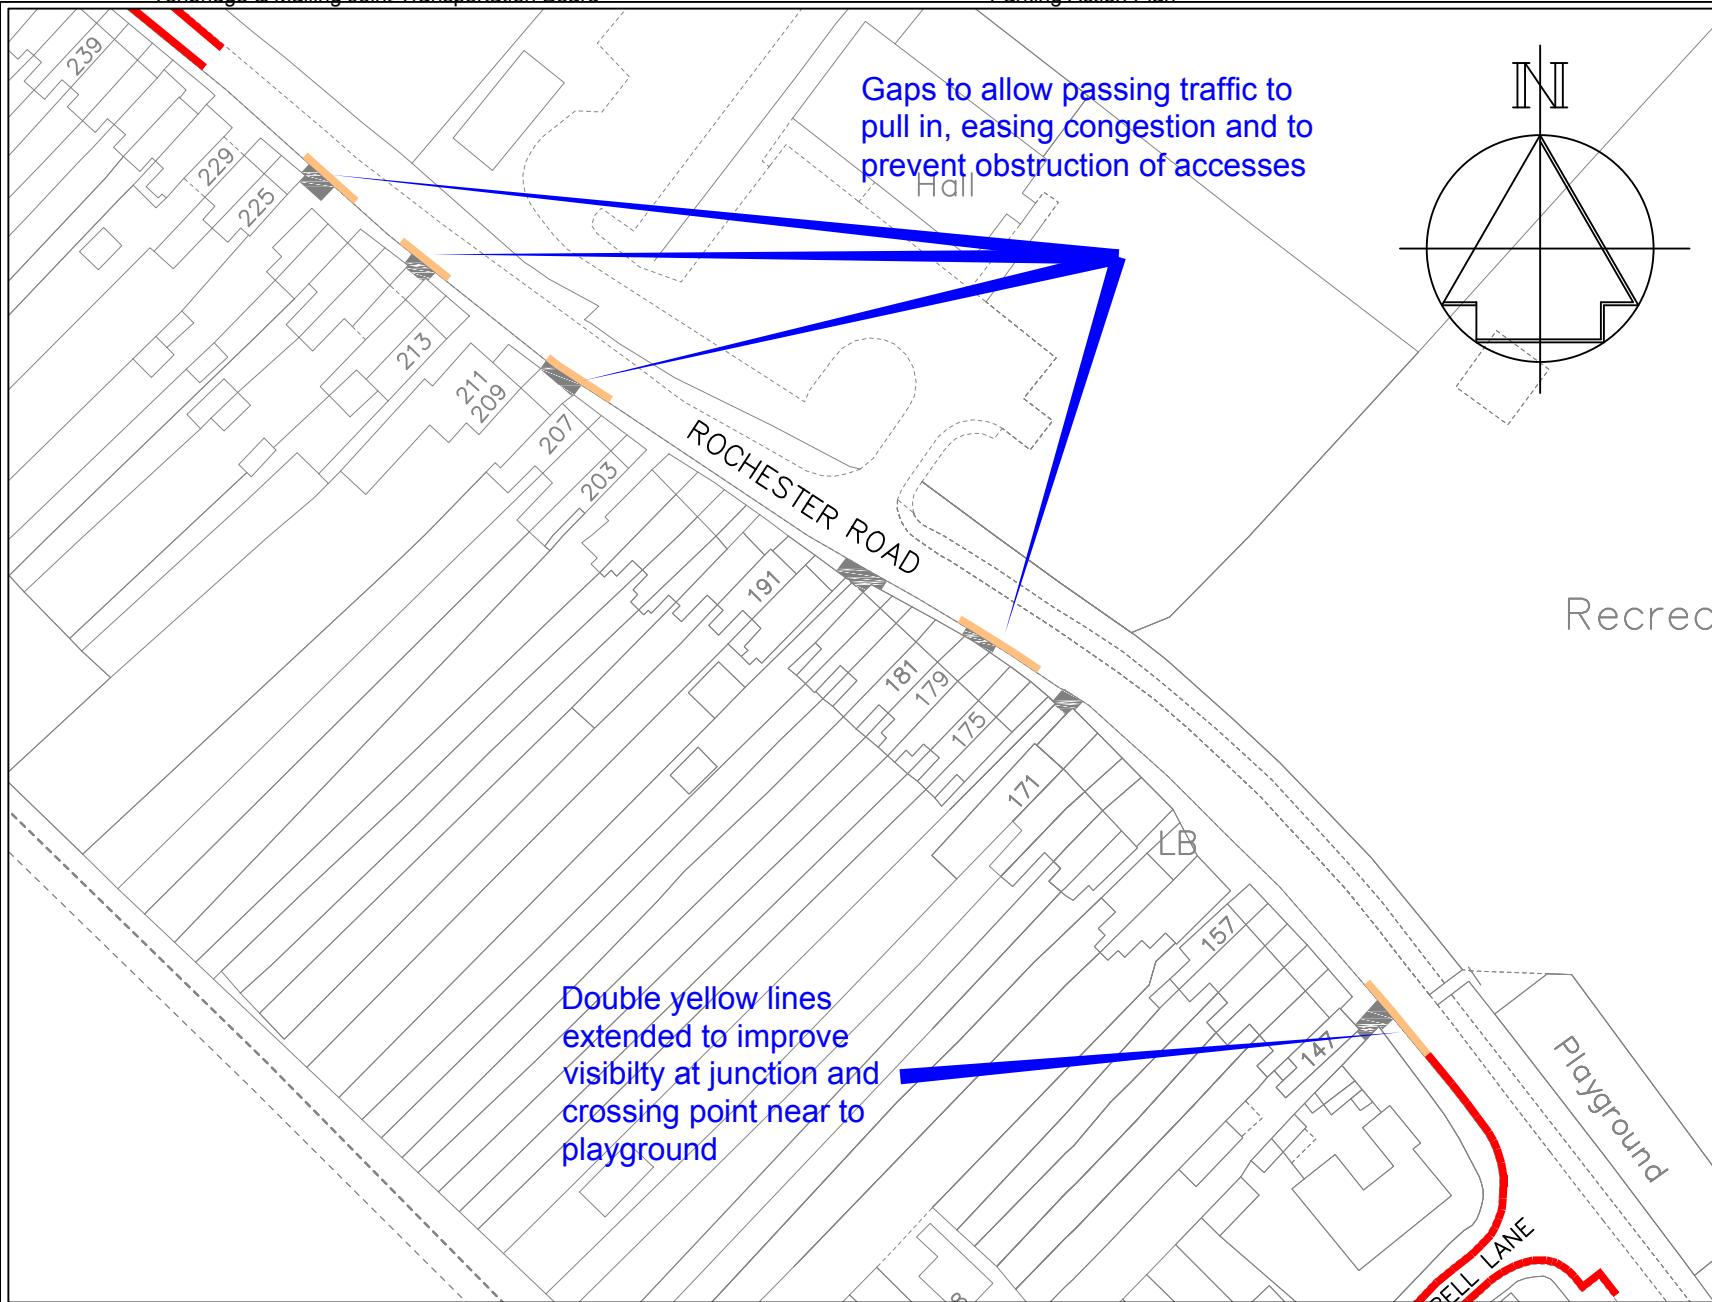 Gaps to allow passing traffic to
pull in, easing congestion and to
prevent obstruction of accesses
N
Hall
239
229
225
213
211
209
207
203
ROCHESTER ROAD
191
181
179
175
171
LB
157
147
Recrec
Playground
Double yellow lines
extended to improve
visibilty at junction and
crossing point near to
playground
LANE